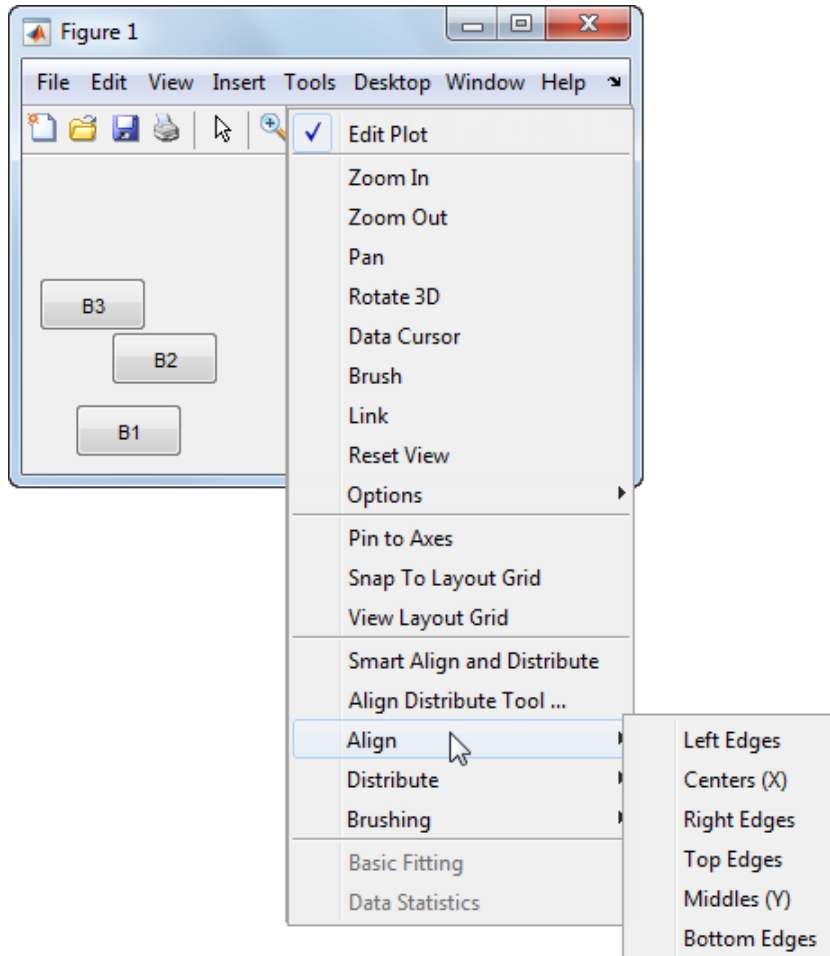 Figure 1
File Edit View Insert Tools Desktop Window Help
Edit Plot
Zoom In
Zoom Out
Pan
Rotate 3D
Data Cursor
Brush
Link
Reset View
Options
Pin to Axes
Snap To Layout Grid
View Layout Grid
Smart Align and Distribute
Align Distribute Tool ...
Align
Distribute
Brushing
Basic Fitting
Data Statistics
B3
B2
B1
Left Edges
Centers (X)
Right Edges
Top Edges
Middles (Y)
Bottom Edges